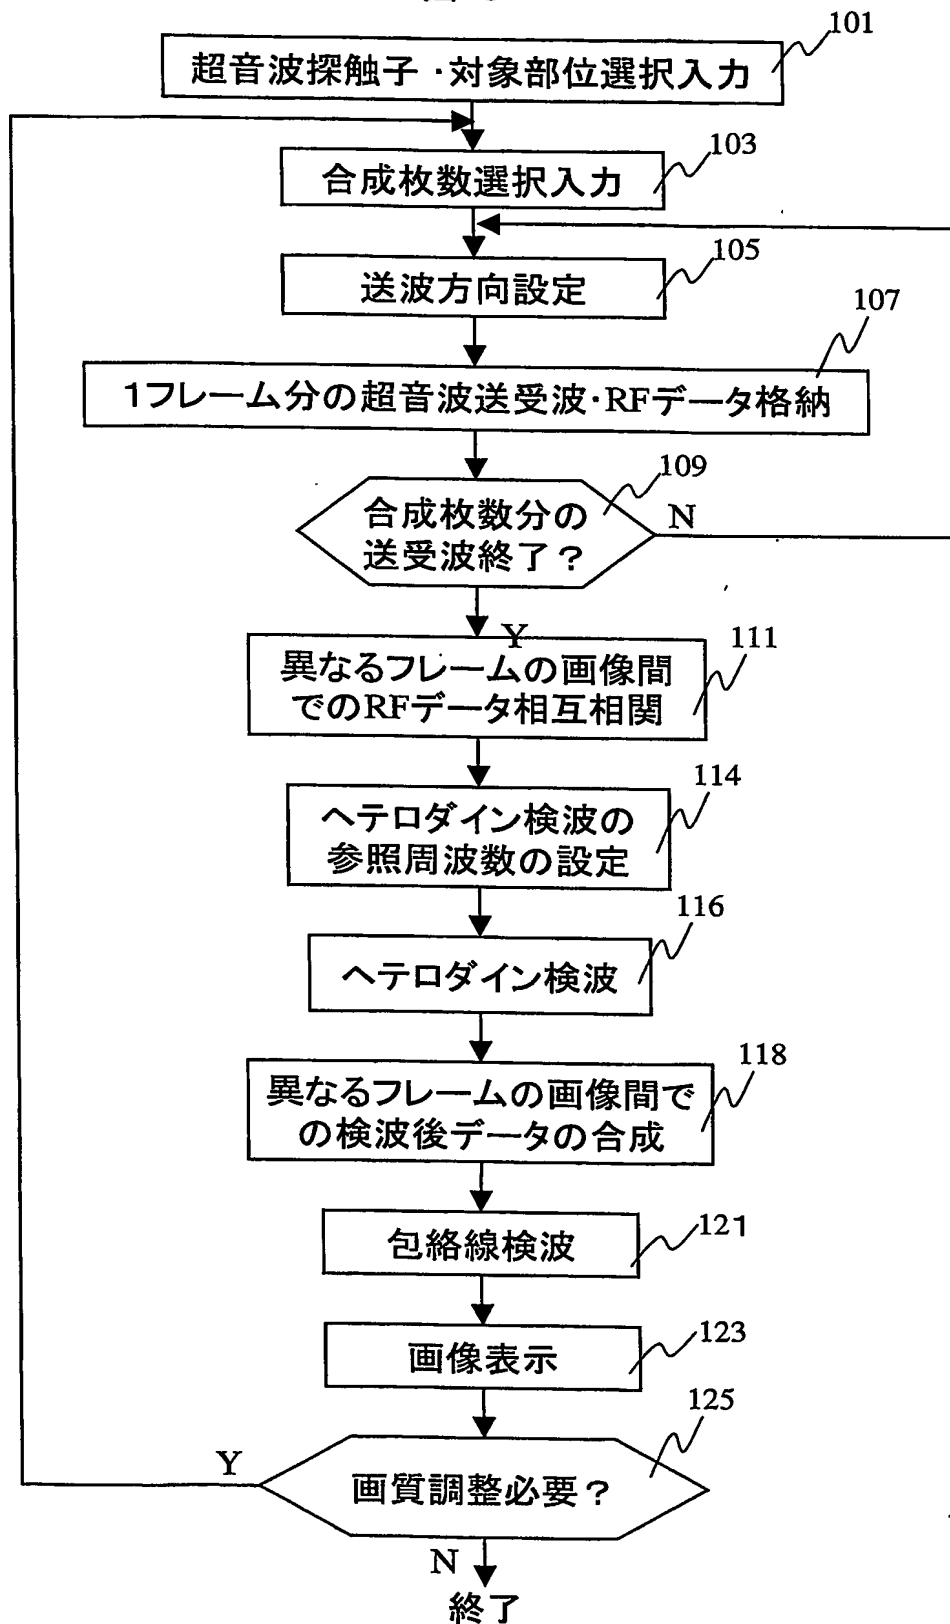 101
超音波探触子・対象部位選択入力
103
合成枚数選択入力
105
送波方向設定
107
1フレーム分の超音波送受波・RFデータ格納
109
合成枚数分の
送受波終了?
N
Y
111
異なるフレームの画像間
でのRFデータ相互相関
114
ヘテロダイン検波の
参照周波数の設定
116
ヘテロダイン検波
118
異なるフレームの画像間で
の検波後データの合成
121
包絡線検波
123
画像表示
125
Y
画質調整必要?
N
終了